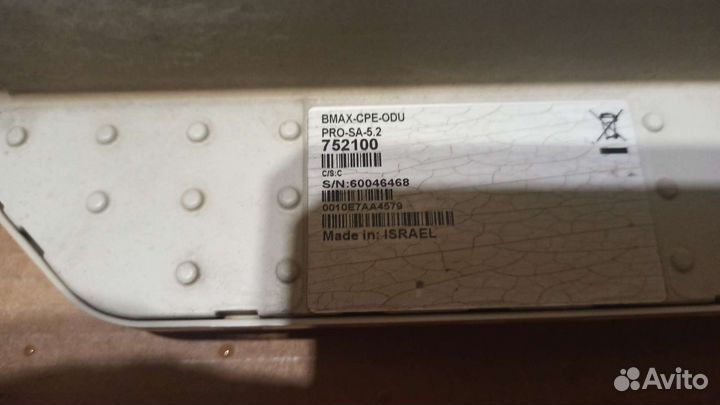 BMAX-CPE-ODU
PRO-SA-5.2
752100
C/S:C
S/N:60046468
0010E7AA4579
Made in: ISRAEL
Avito